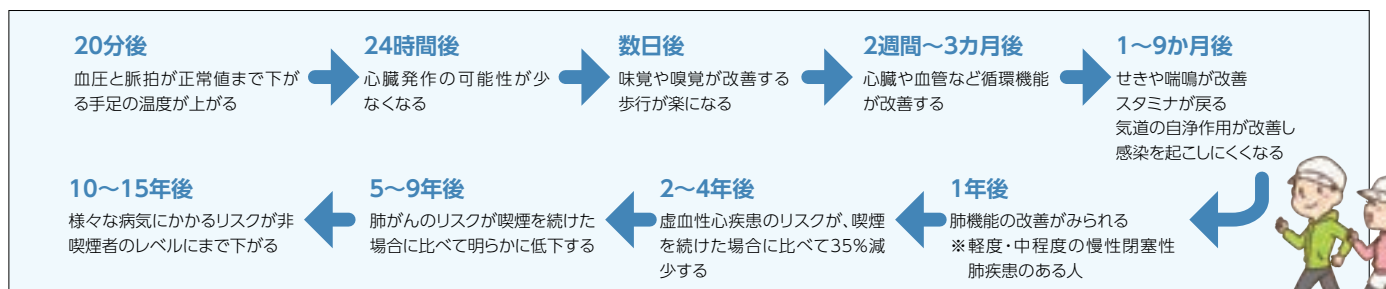 20分後
血圧と脈拍が正常値まで下が
る手足の温度が上がる
24時間後
心臓発作の可能性が少
なくなる
数日後
味覚や嗅覚が改善する
歩行が楽になる
2週間～3カ月後
心臓や血管など循環機能
が改善する
1～9か月後
せきや喘鳴が改善
スタミナが戻る
気道の自浄作用が改善し
感染を起こしにくくなる
1年後
肺機能の改善がみられる
※軽度・中程度の慢性閉塞性
肺疾患のある人
2～4年後
虚血性心疾患のリスクが、喫煙
を続けた場合に比べて35％減
少する
5～9年後
肺がんのリスクが喫煙を続けた
場合に比べて明らかに低下する
10～15年後
様々な病気にかかるリスクが非
喫煙者のレベルにまで下がる